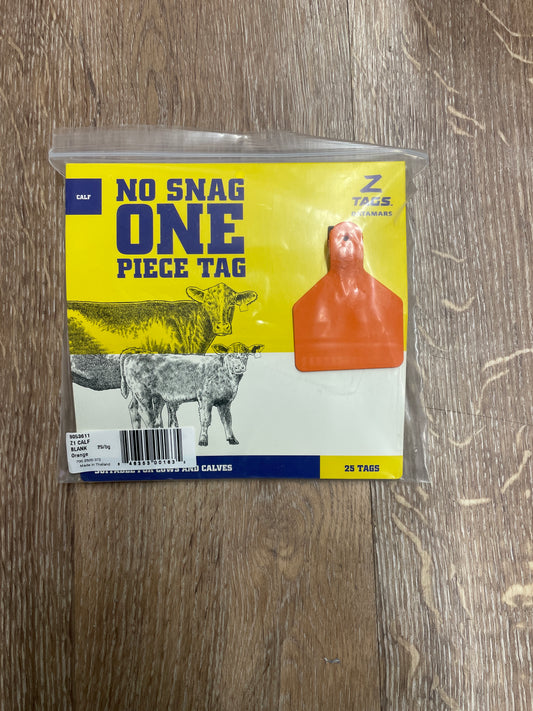 CALF
NO SNAG
ONE
PIECE TAG
Z
TAGS
DATAMARS
9053611
Z1 CALF
BLANK 25/bg
Orange
Made in Thailand
SUITABLE FOR COWS AND CALVES
25 TAGS